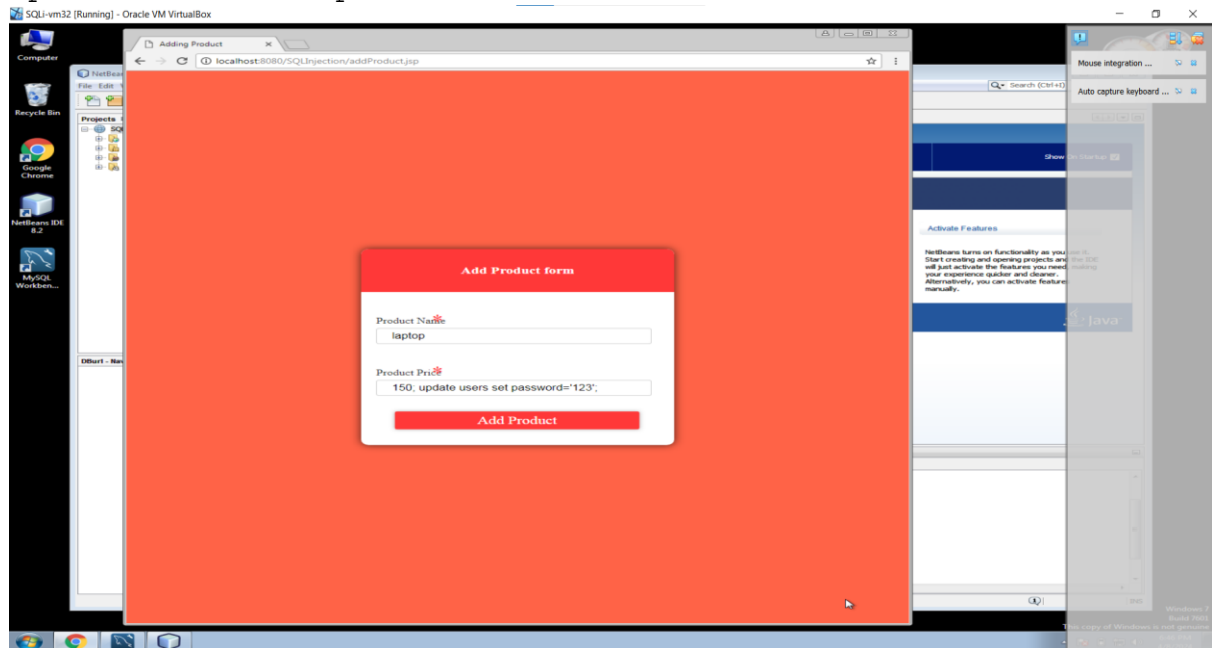 SQLi-vm32 [Running] - Oracle VM VirtualBox
Computer
Adding Product
localhost:8080/SQLInjection/addProduct.jsp
Mouse integration ...
Auto capture keyboard ...
File Edit
Search (Ctrl+I)
Recycle Bin
Projects
Google
Chrome
Show On Startup
NetBeans IDE
8.2
Activate Features
NetBeans turns on functionality as you use it.
Start creating and opening projects and the IDE
will just activate the features you need, making
your experience quicker and cleaner.
Alternatively, you can activate features
manually.
MySQL
Workben...
Add Product form
Product Name
laptop
Java
Product Price
150; update users set password='123';
Add Product
INS
Windows 7
Build 7601
This copy of Windows is not genuine